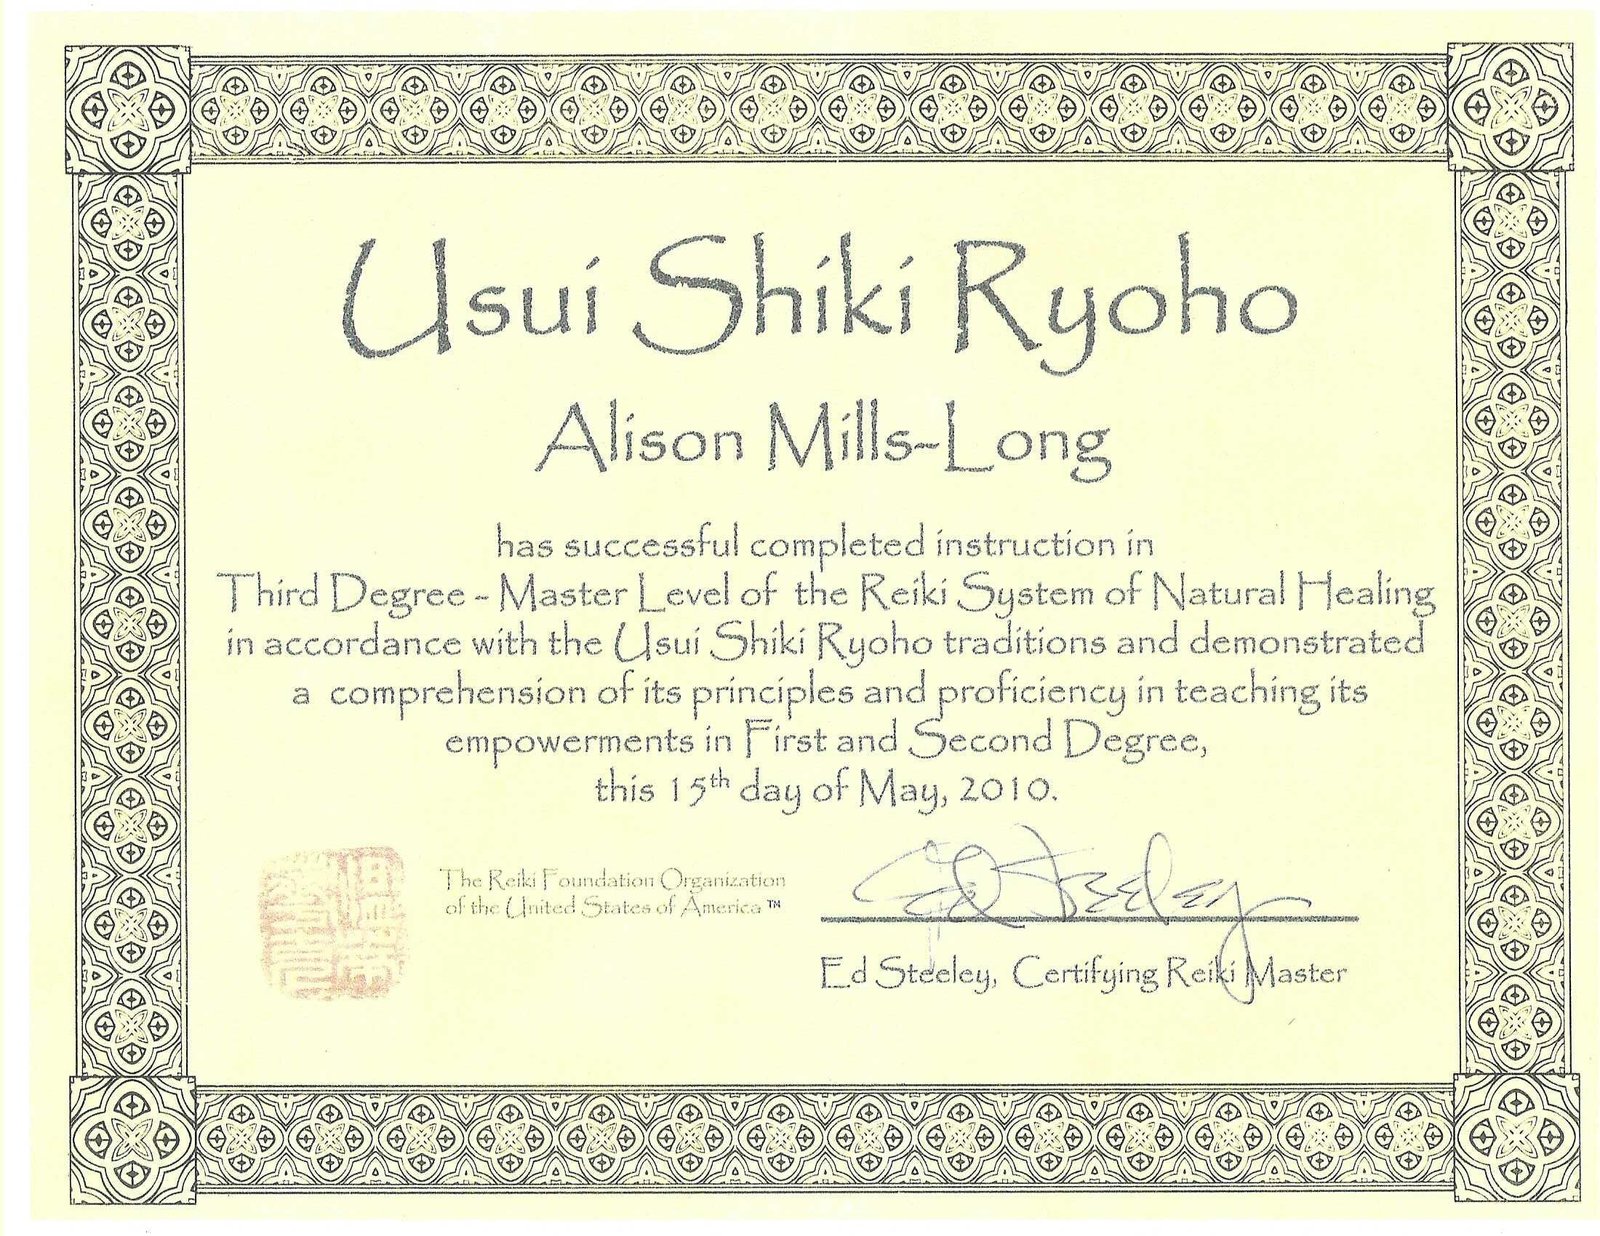 Usui Shiki Ryoho
Alison Mills-Long
has successful completed instruction in
Third Degree - Master Level of the Reiki System of Natural Healing
in accordance with the Usui Shiki Ryoho traditions and demonstrated
a comprehension of its principles and proficiency in teaching its
empowerments in First and Second Degree,
this 15th day of May, 2010.
The Reiki Foundation Organization
of the United States of America™
Ed Steeley
Ed Steeley, Certifying Reiki Master